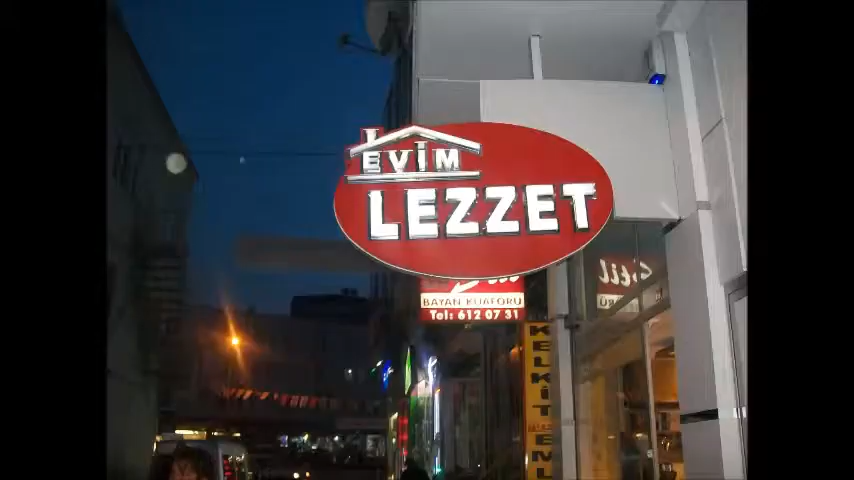 EVİM
LEZZET
BAYAN KUAFÖRÜ
Tel: 612 07 31
KELKİT
EML